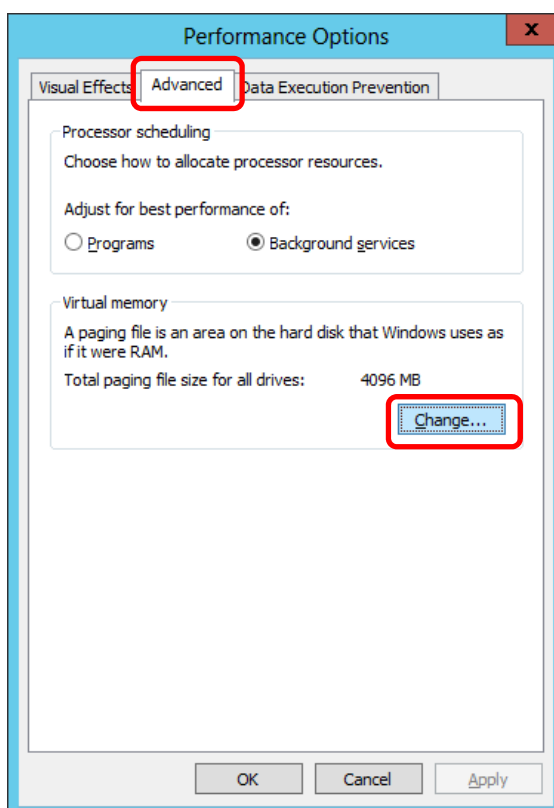 Performance Options
x
Visual Effects Advanced Data Execution Prevention
Processor scheduling
Choose how to allocate processor resources.
Adjust for best performance of:
Programs Background services
Virtual memory
A paging file is an area on the hard disk that Windows uses as
if it were RAM.
Total paging file size for all drives: 4096 MB
Change...
OK Cancel Apply